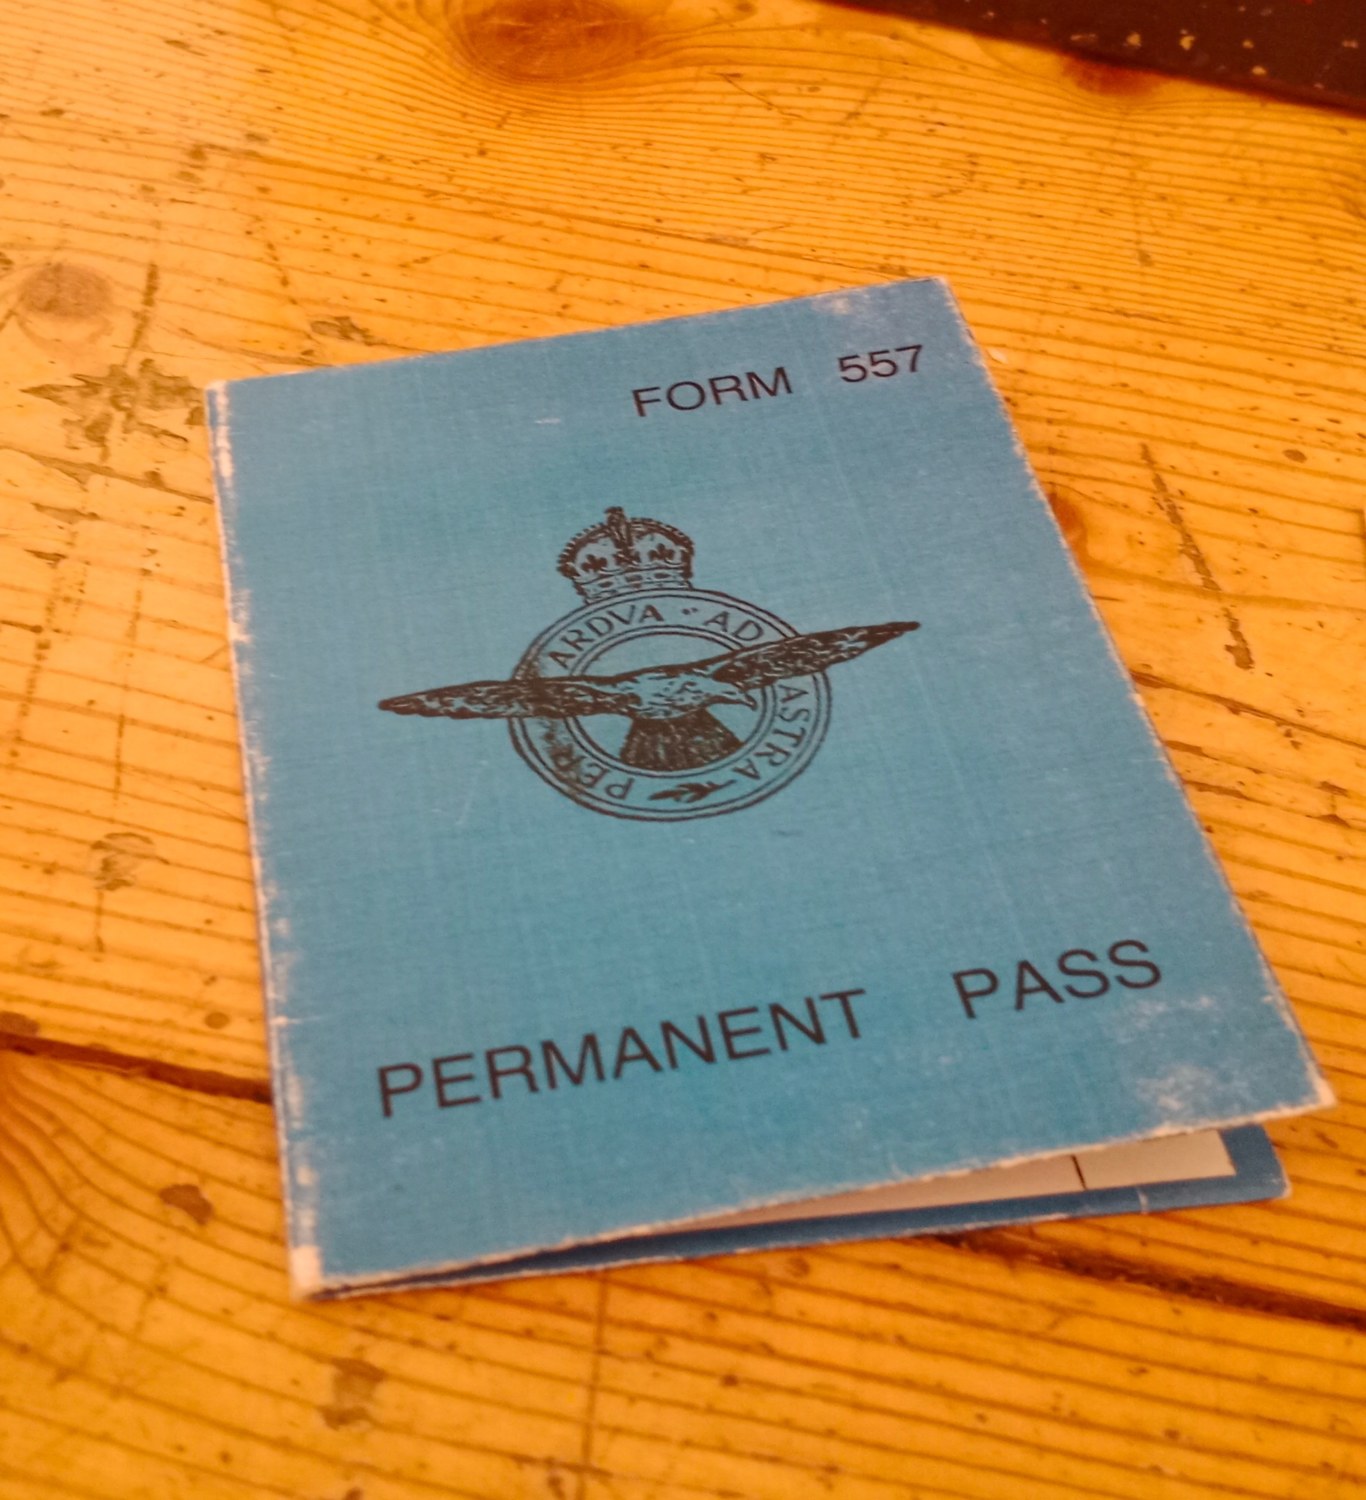 FORM 557
PER ARDVA " AD ASTRA
PERMANENT PASS